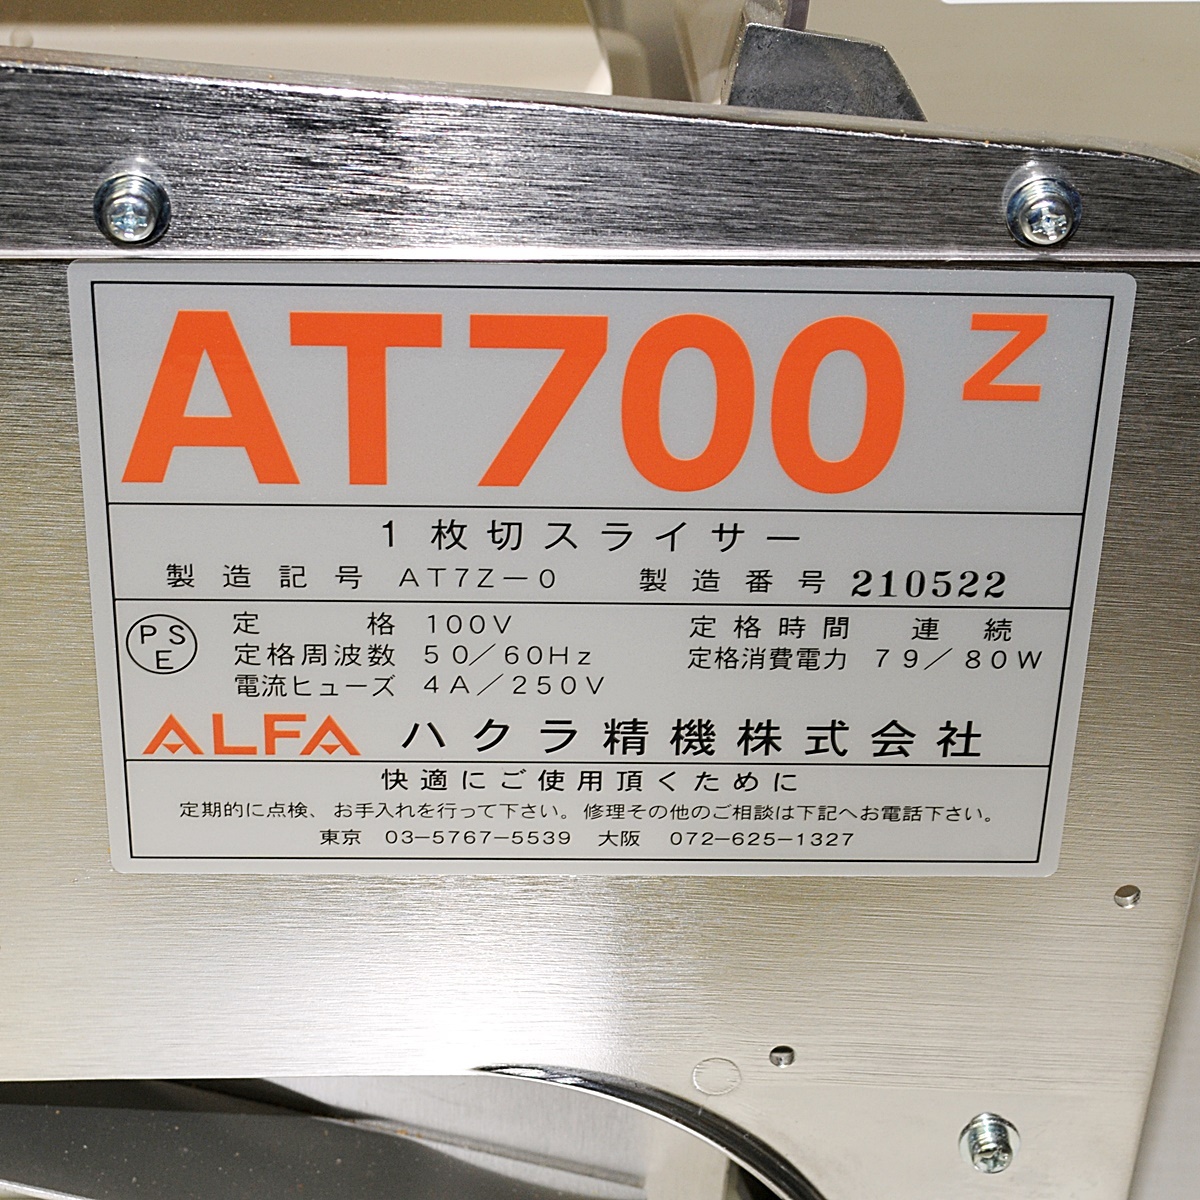 AT700 Z
1枚切スライサー
製造記号 AT7Z-0 製造番号 210522
PSE
定格 100V 定格時間 連続
定格周波数 50/60Hz 定格消費電力 79/80W
電流ヒューズ 4A/250V
ALFA ハクラ精機株式会社
快適にご使用頂くために
定期的に点検、お手入れを行って下さい。修理その他のご相談は下記へお電話下さい。
東京 03-5767-5539 大阪 072-625-1327